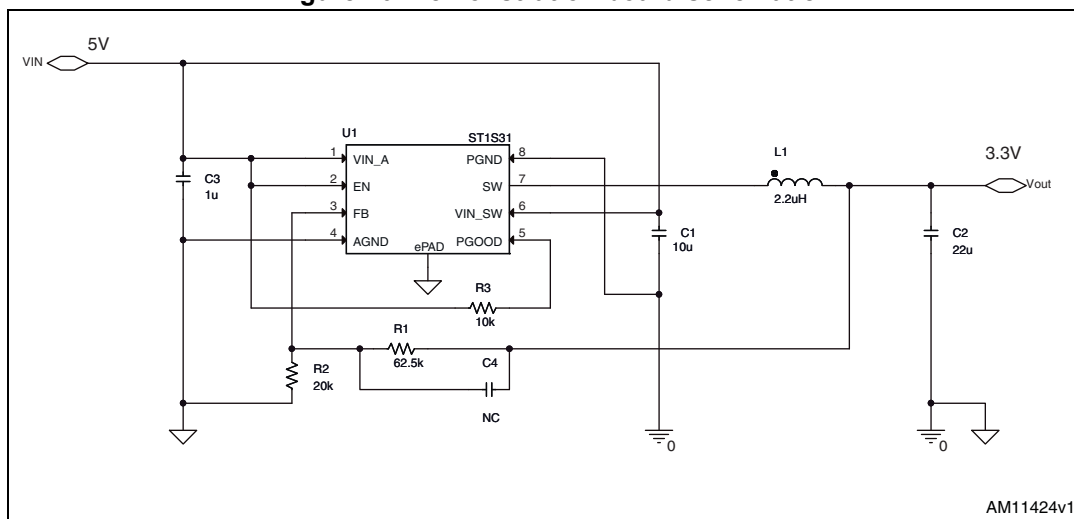 VIN
5V
U1
ST1S31
1
VIN_A
PGND
8
2
EN
SW
7
3
FB
VIN_SW
6
4
AGND
PGOOD
5
ePAD
C3
1u
L1
2.2uH
3.3V
Vout
C1
10u
C2
22u
R3
10k
R1
62.5k
C4
NC
R2
20k
0
0
AM11424v1